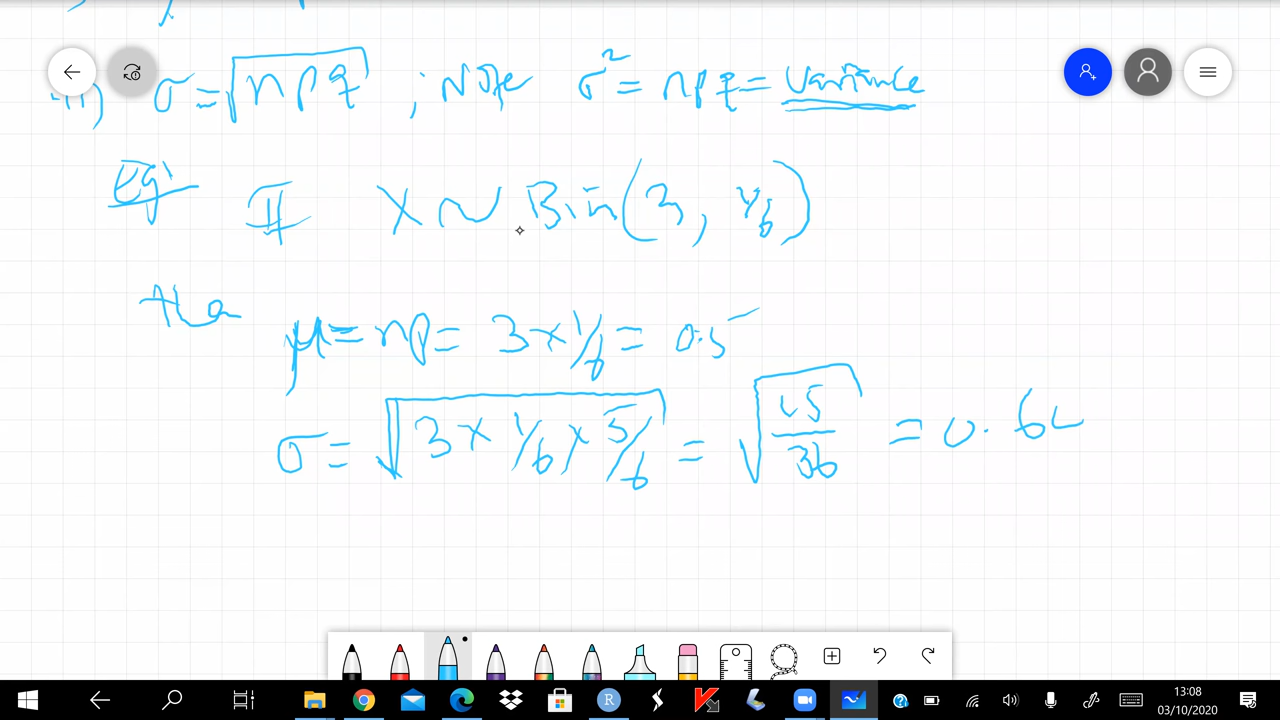 σ = √npq ; Note σ² = npq = variance
Eg: If X ~ Bin(3, 1/6)
then
μ = np = 3 × 1/6 = 0.5
σ = √(3 × 1/6 × 5/6) = √(15/36) = 0.64
R
13:08
03/10/2020